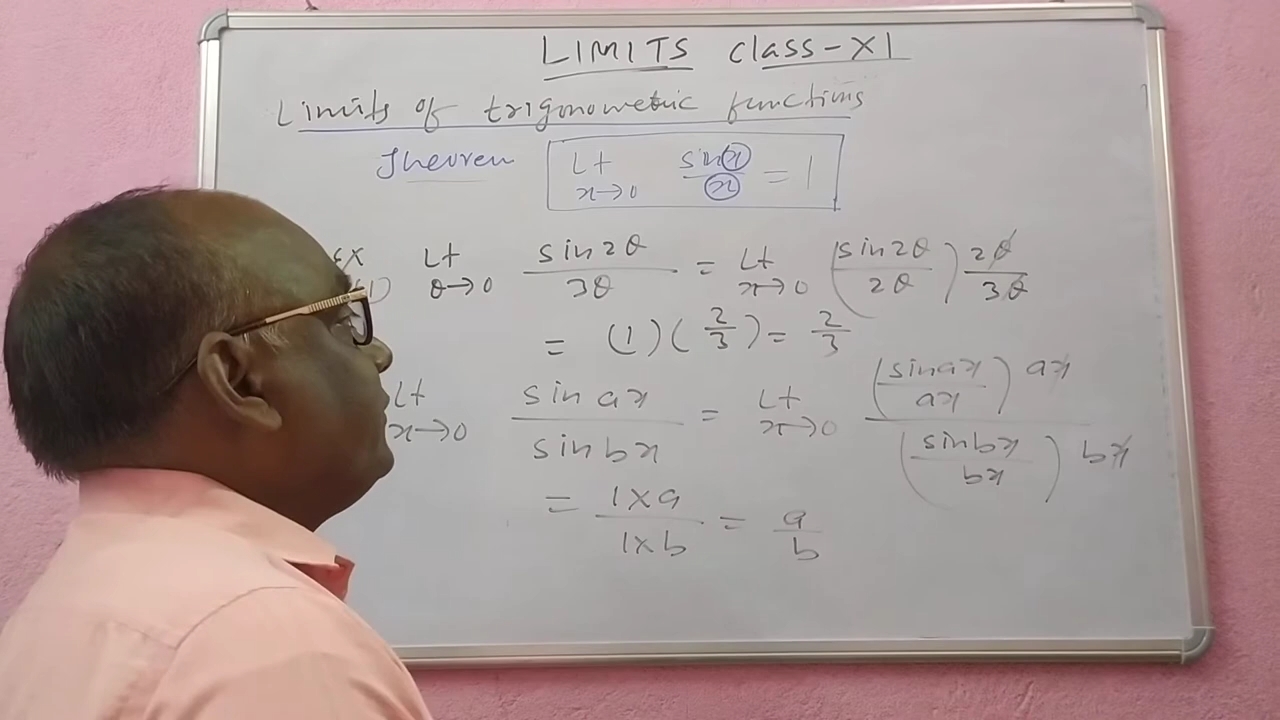 LIMITS class-XI
Limits of trigonometric functions
Theorem Lt x→0 sinx/x = 1
Ex Lt θ→0 sin2θ/3θ = Lt x→0 (sin2θ/2θ) 2θ/3θ
1)
= (1)(2/3) = 2/3
Lt x→0 sinax/sinbx = Lt x→0 (sinax/ax) ax / (sinbx/bx) bx
= 1×a/1×b = a/b